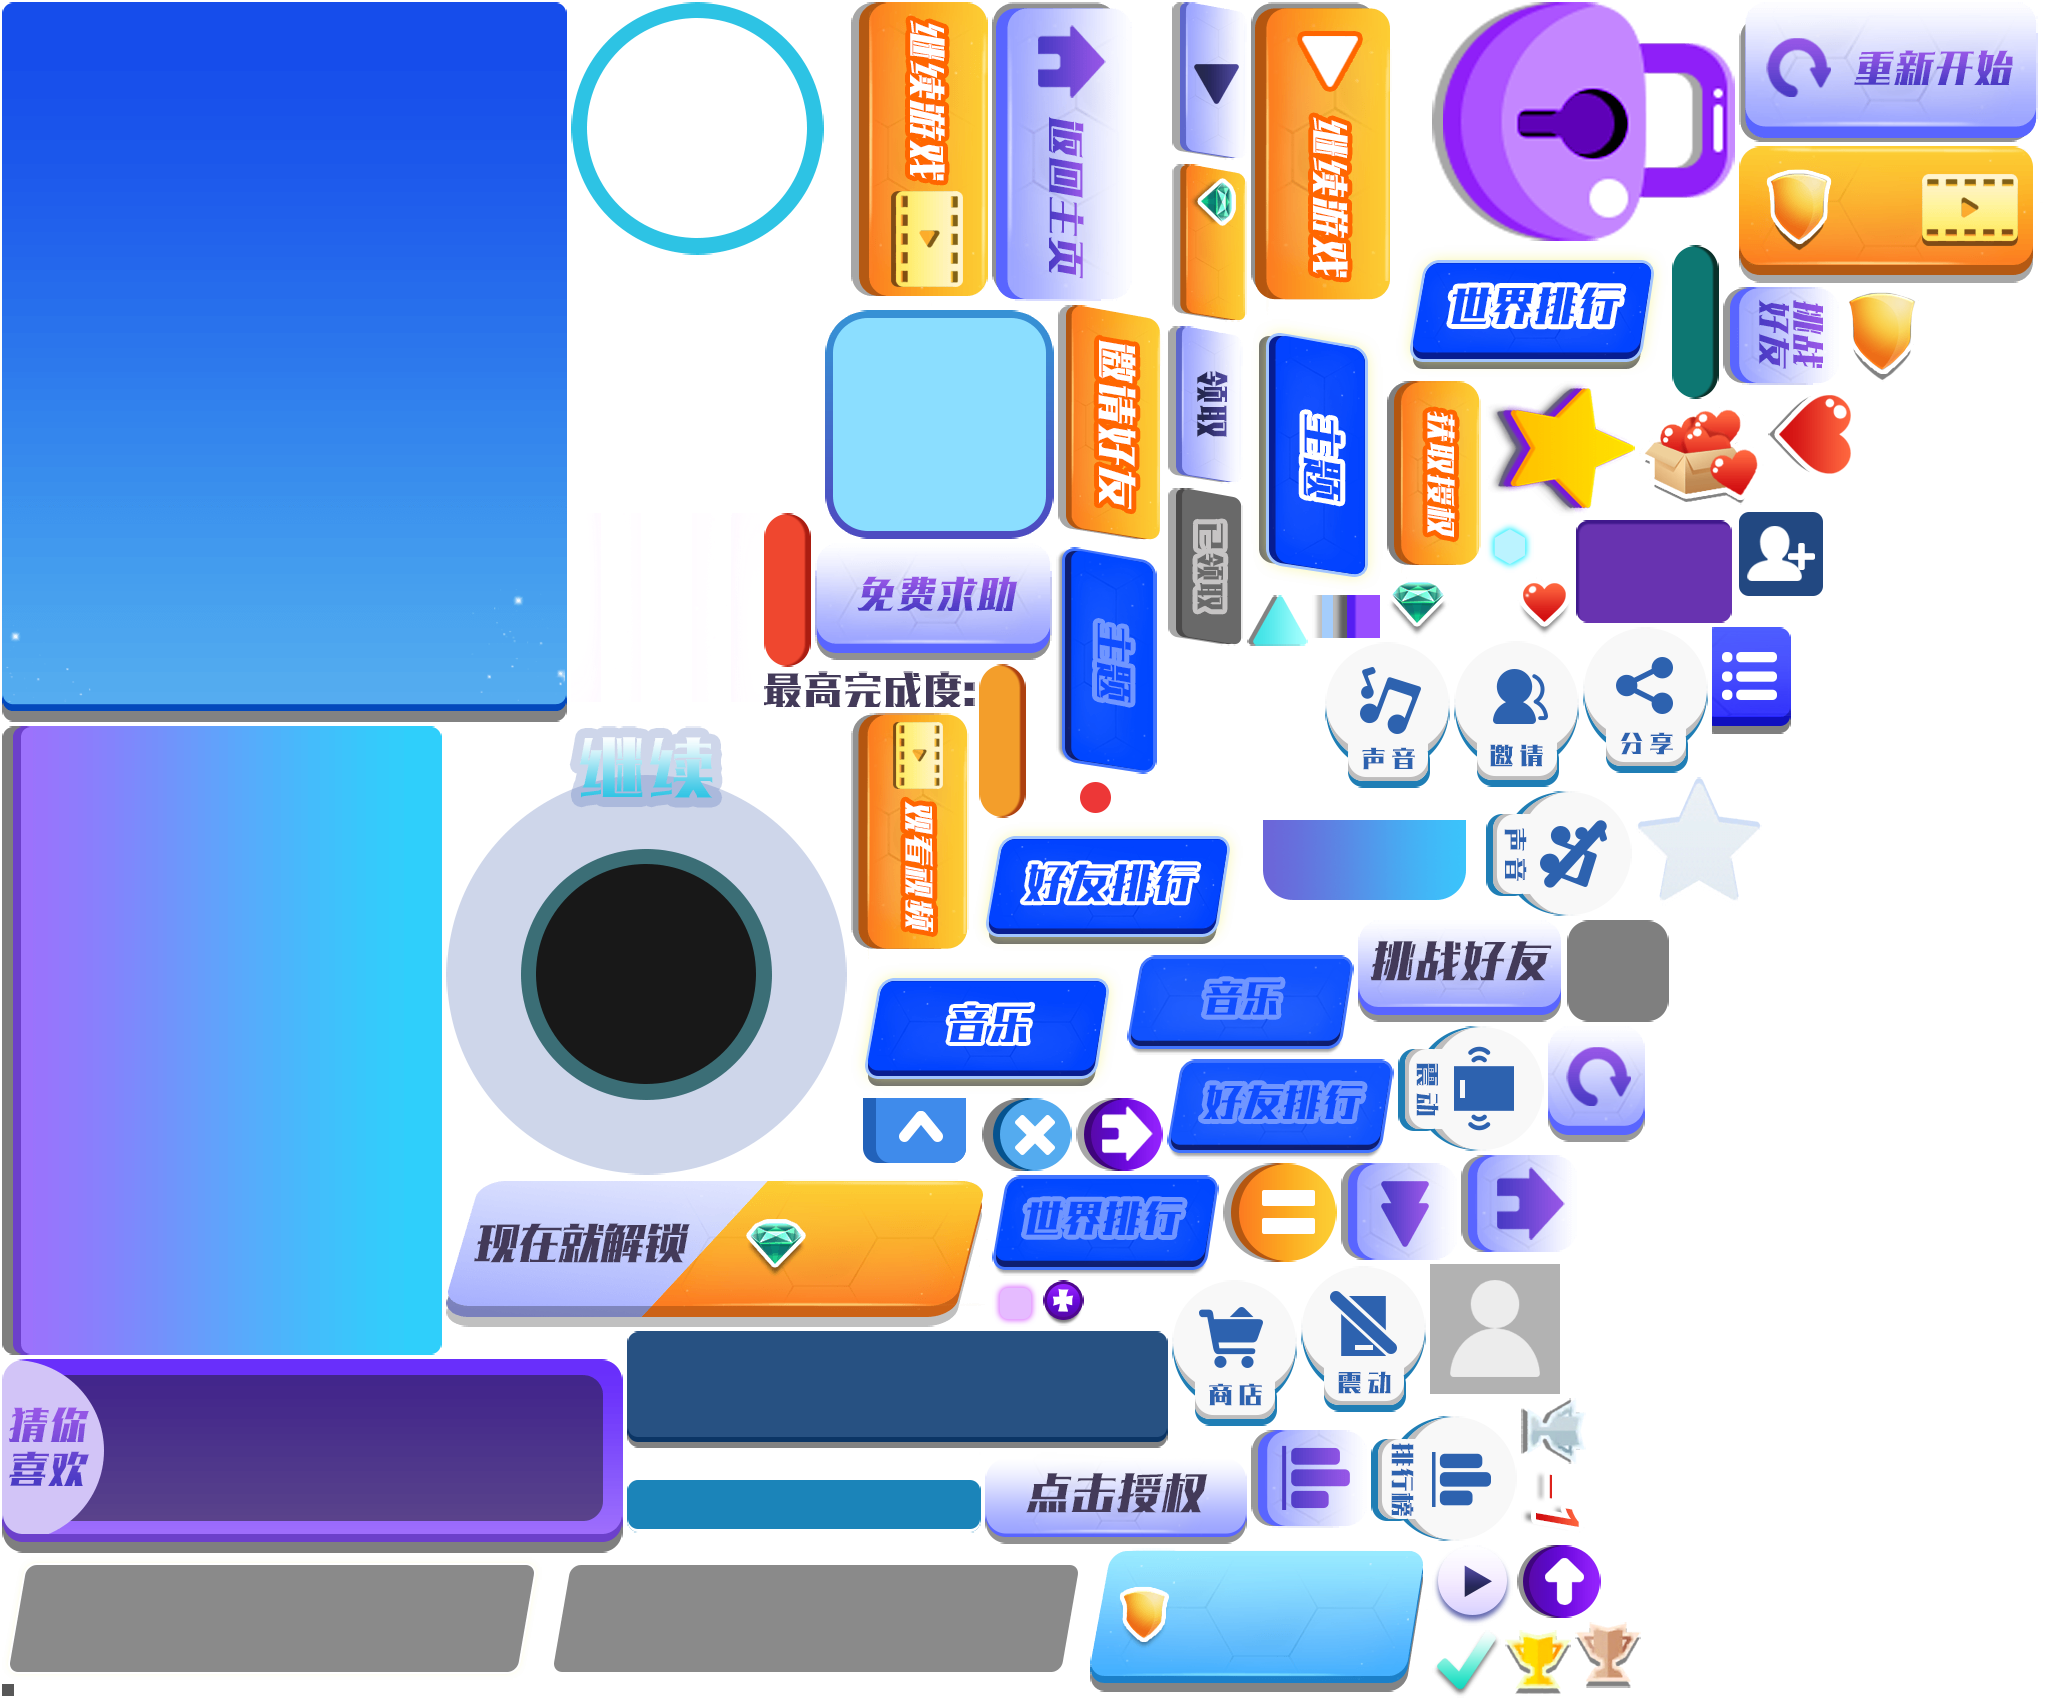 继续游戏
返回主页
继续游戏
重新开始
世界排行
挑战
好友
邀请好友
领取
主题
获取授权
已领取
免费求助
主题
最高完成度:
声音
邀请
分享
继续
观看视频
好友排行
声音
挑战好友
音乐
音乐
好友排行
震动
现在就解锁
世界排行
商店
震动
猜你
喜欢
点击授权
排行榜
-1